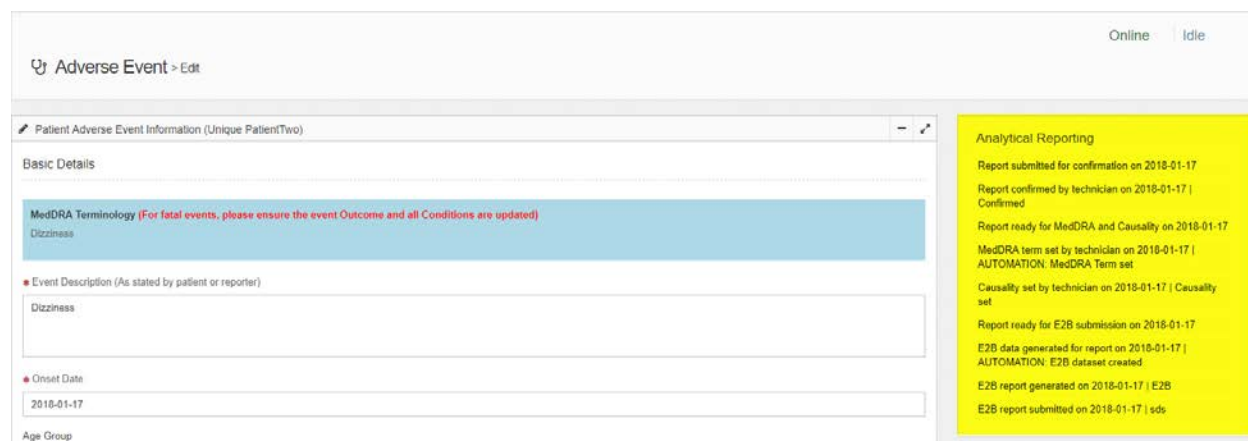 Online Idle
Adverse Event > Edit
Patient Adverse Event Information (Unique PatientTwo)
Basic Details
MedDRA Terminology (For fatal events, please ensure the event Outcome and all Conditions are updated)
Dizziness
Event Description (As stated by patient or reporter)
Dizziness
Onset Date
2018-01-17
Age Group
Analytical Reporting
Report submitted for confirmation on 2018-01-17
Report confirmed by technician on 2018-01-17 |
Confirmed
Report ready for MedDRA and Causality on 2018-01-17
MedDRA term set by technician on 2018-01-17 |
AUTOMATION: MedDRA Term set
Causality set by technician on 2018-01-17 | Causality
set
Report ready for E2B submission on 2018-01-17
E2B data generated for report on 2018-01-17 |
AUTOMATION: E2B dataset created
E2B report generated on 2018-01-17 | E2B
E2B report submitted on 2018-01-17 | sds